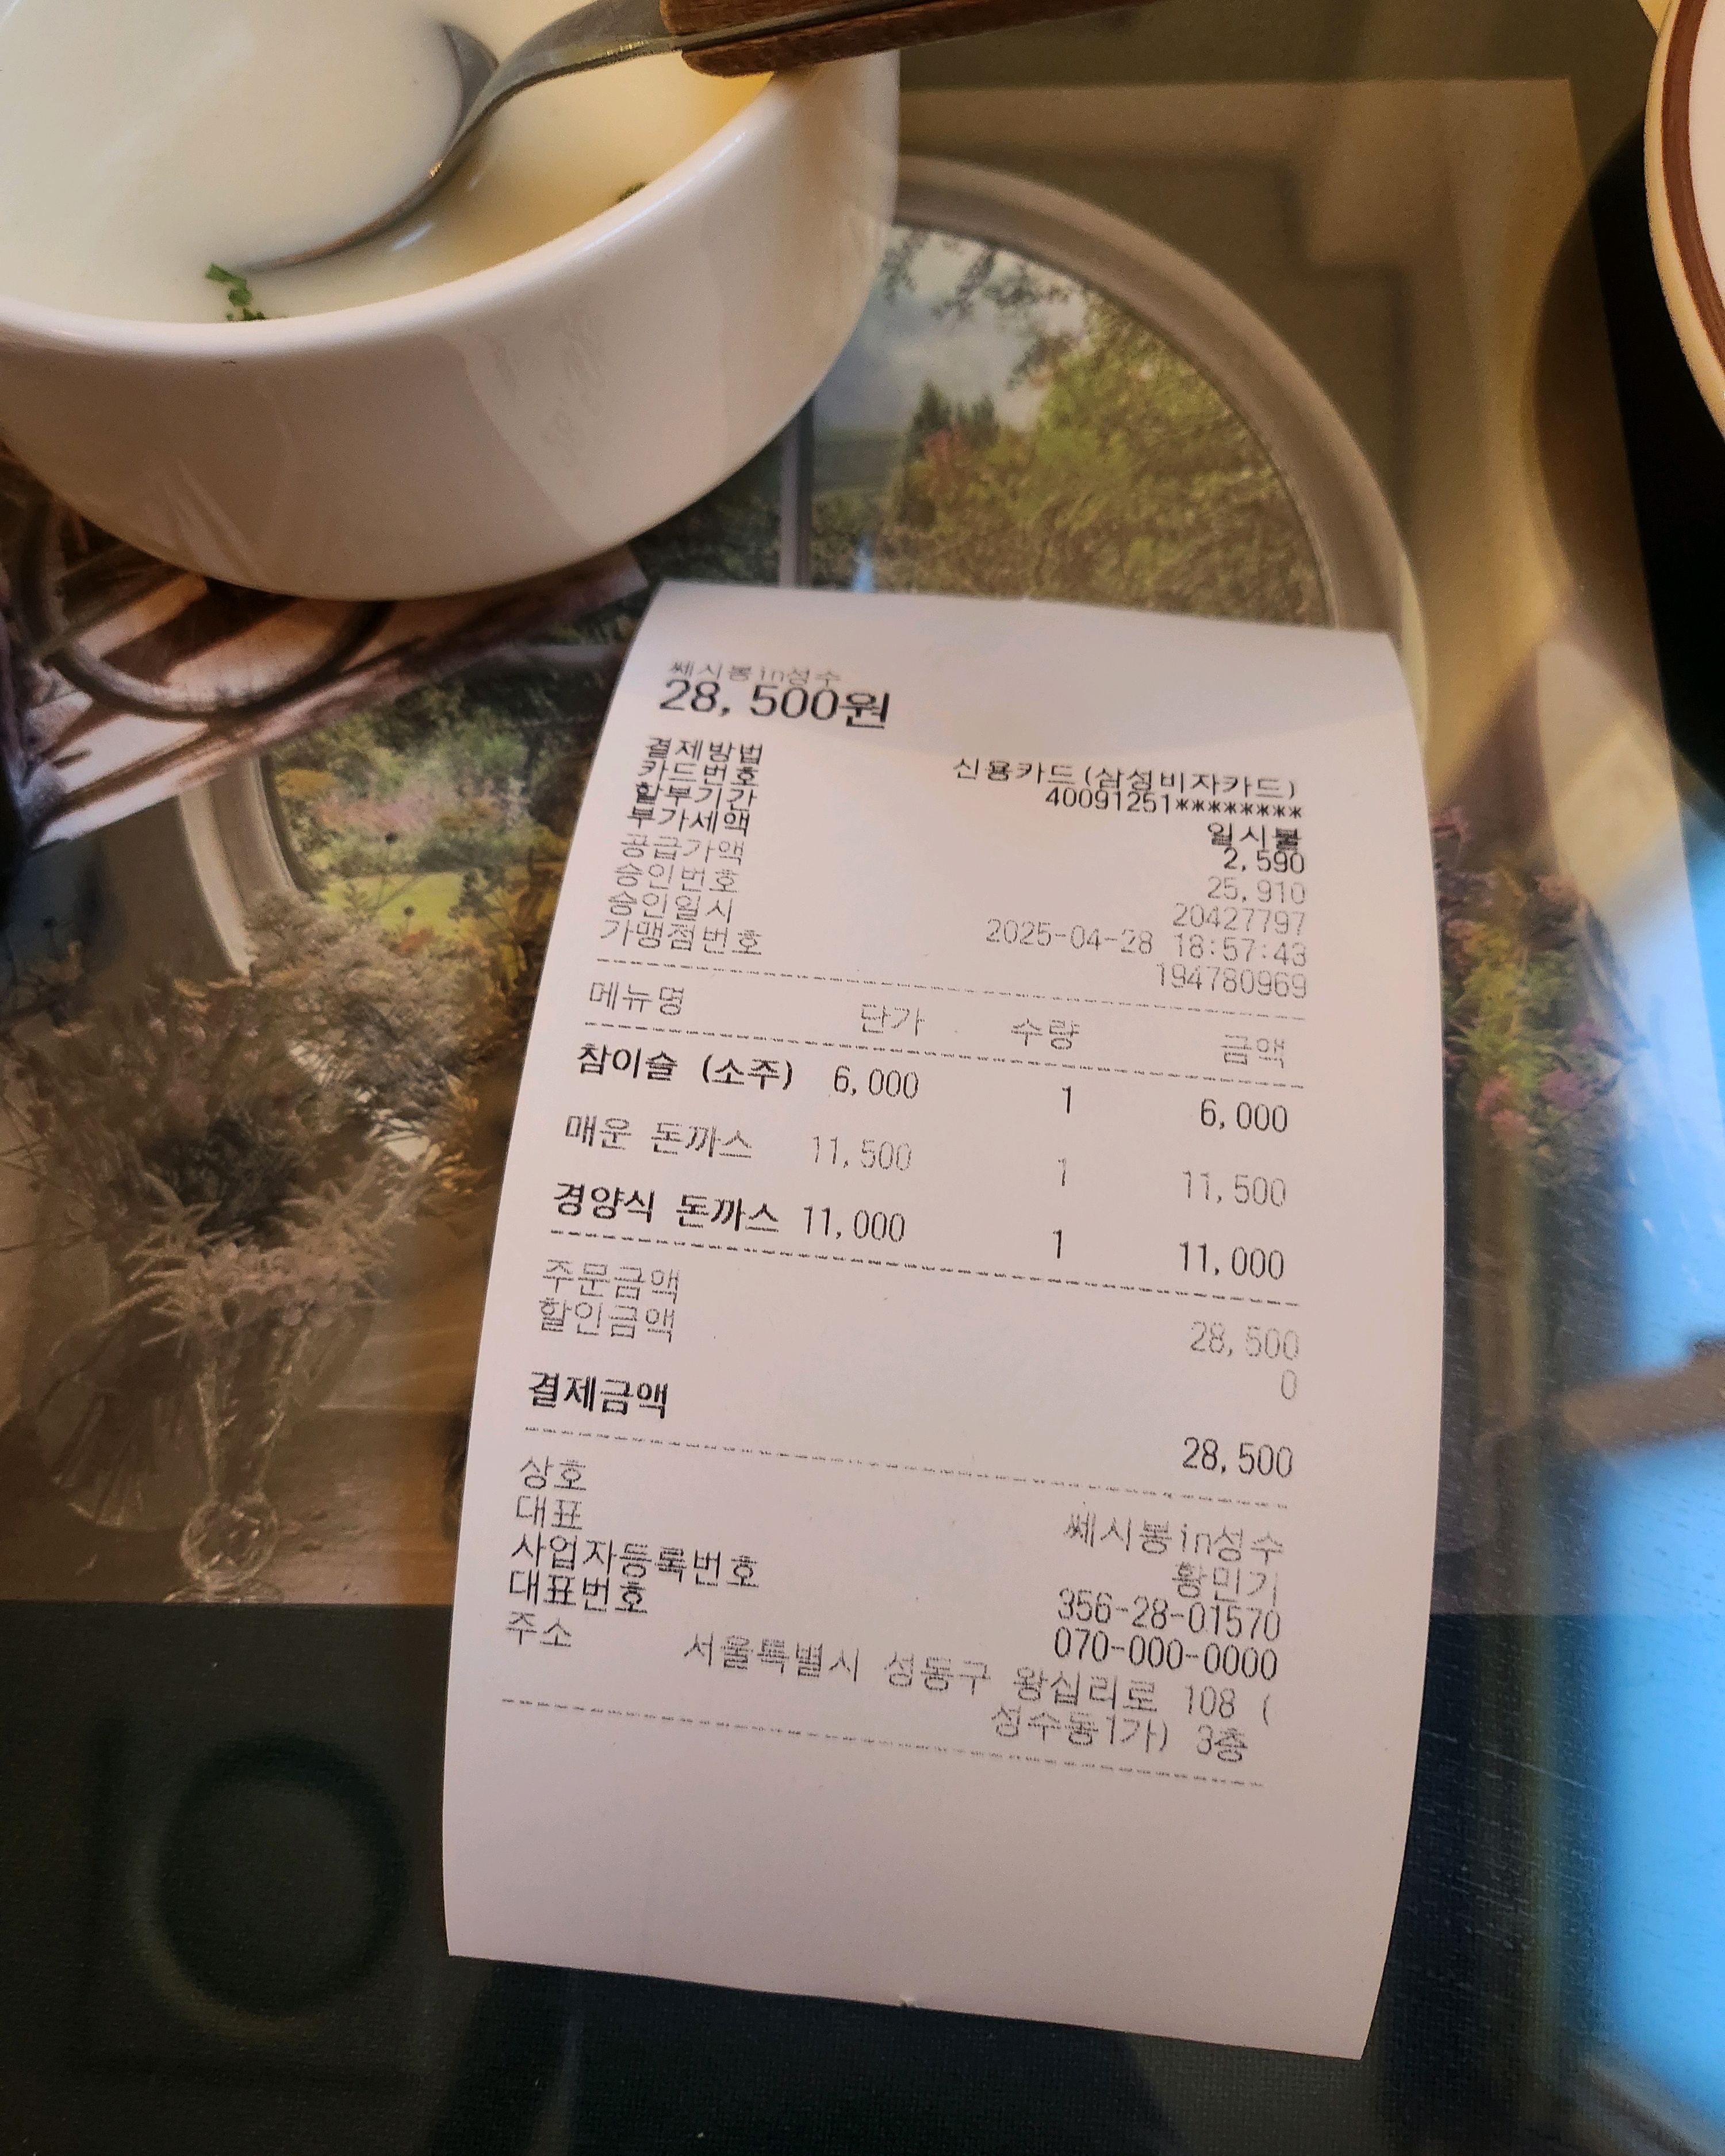 쎄시봉in성수
28,500원
결제방법 신용카드(삼성비자카드)
카드번호 40091251********
할부기간 일시불
부가세액 2,590
공급가액 25,910
승인번호 20427797
승인일시 2025-04-28 18:57:43
가맹점번호 194780969
메뉴명 단가 수량 금액
참이슬 (소주) 6,000 1 6,000
매운 돈까스 11,500 1 11,500
경양식 돈까스 11,000 1 11,000
주문금액 28,500
할인금액 0
결제금액 28,500
상호 쎄시봉in성수
대표 황민기
사업자등록번호 356-28-01570
대표번호 070-000-0000
주소 서울특별시 성동구 왕십리로 108 (
성수동1가) 3층